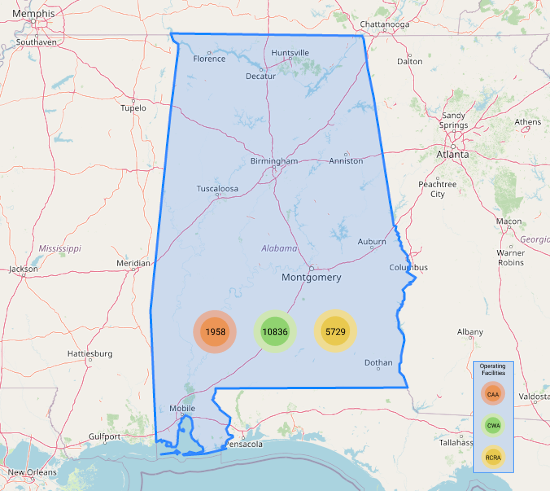 Memphis
Southaven
Chattanooga
Florence
Huntsville
Decatur
Dalton
Tupelo
Sandy
Springs
Athens
Atlanta
Birmingham
Anniston
Tuscaloosa
Peachtree
City
Macon
Mississippi
Alabama
Auburn
Georgia
Warner
Robins
Jackson
Meridian
Columbus
Montgomery
1958
10836
5729
Albany
Hattiesburg
Dothan
Operating
Facilities
CAA
Valdosta
Mobile
CWA
Gulfport
Pensacola
Tallahass
RCRA
New Orleans